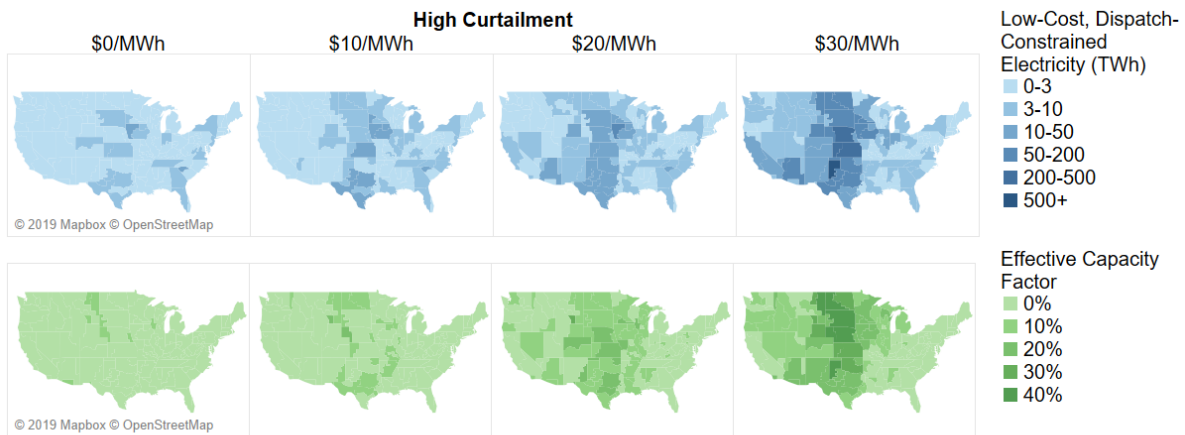 High Curtailment
$0/MWh
$10/MWh
$20/MWh
$30/MWh
© 2019 Mapbox © OpenStreetMap
Low-Cost, Dispatch-
Constrained
Electricity (TWh)
0-3
3-10
10-50
50-200
200-500
500+
© 2019 Mapbox © OpenStreetMap
Effective Capacity
Factor
0%
10%
20%
30%
40%